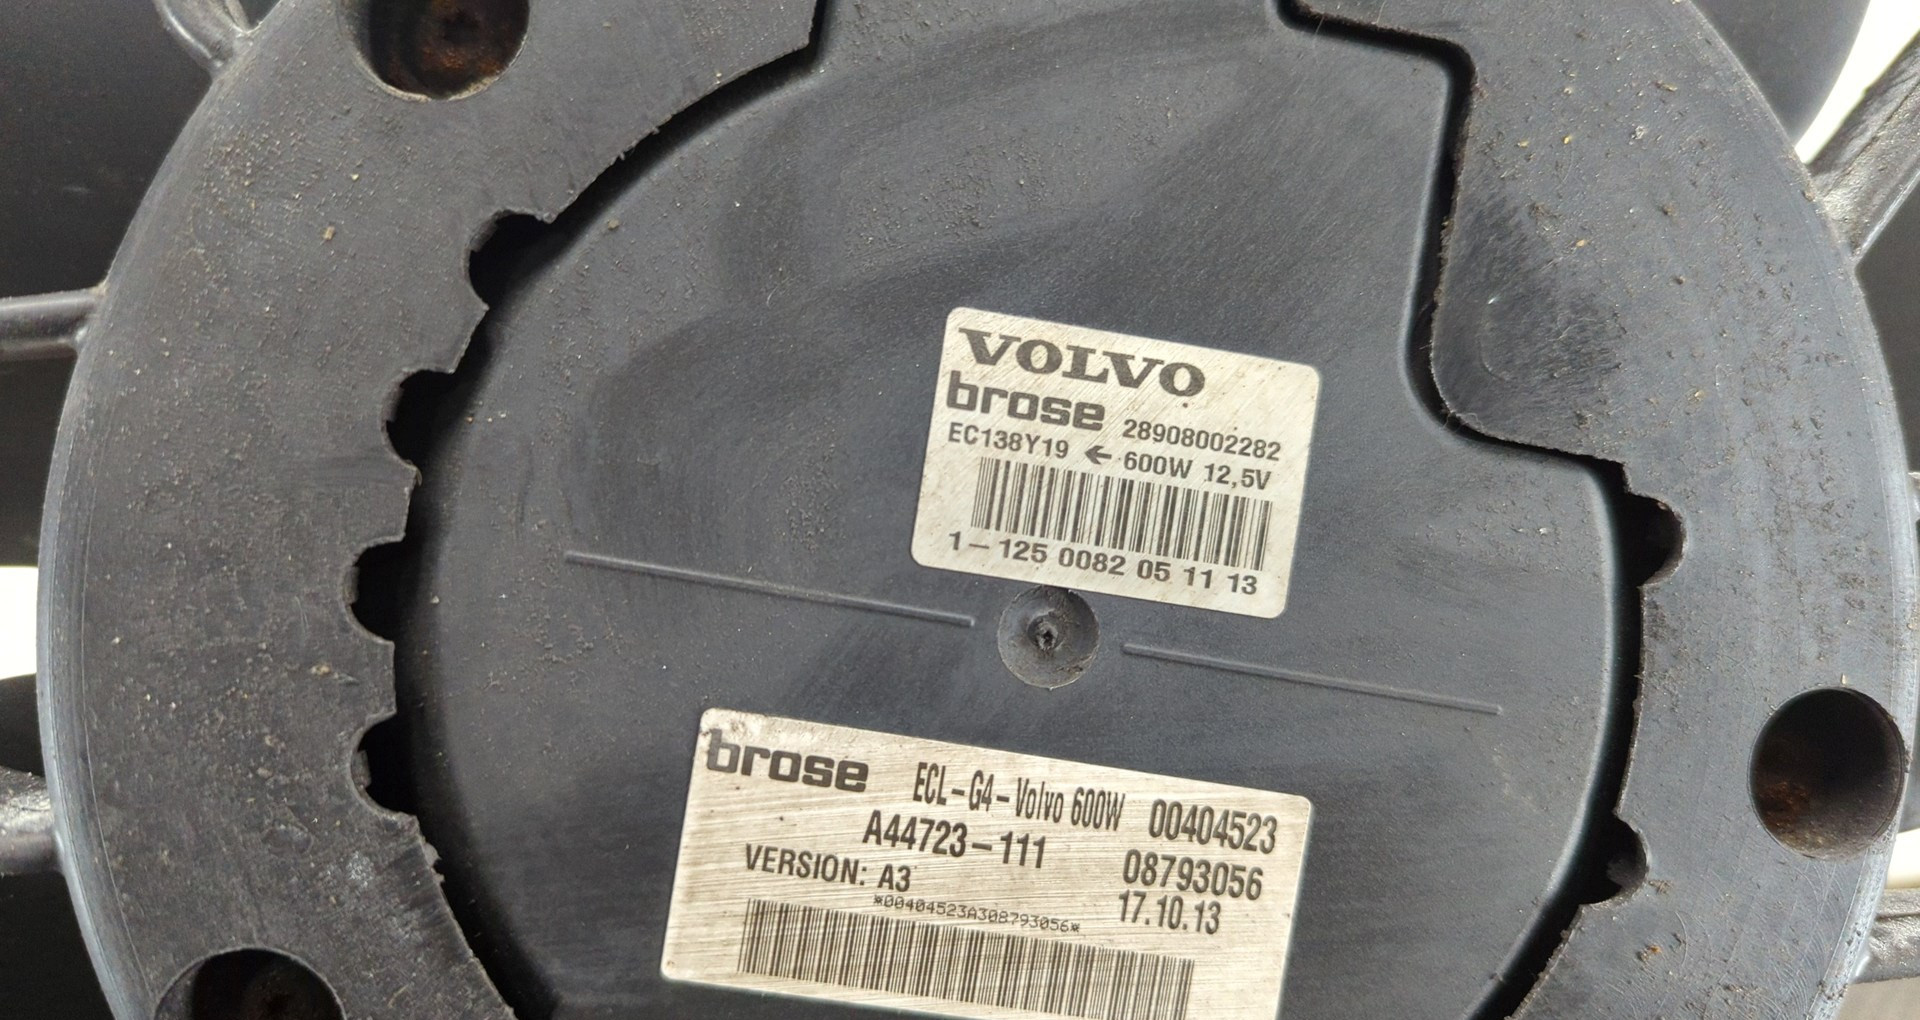 VOLVO
brose 28908002282
EC138Y19 ← 600W 12,5V
1-125 0082 05 11 13
brose ECL-G4-Volvo 600W 00404523
A44723-111 08793056
VERSION: A3 17.10.13
*00404523A308793056*